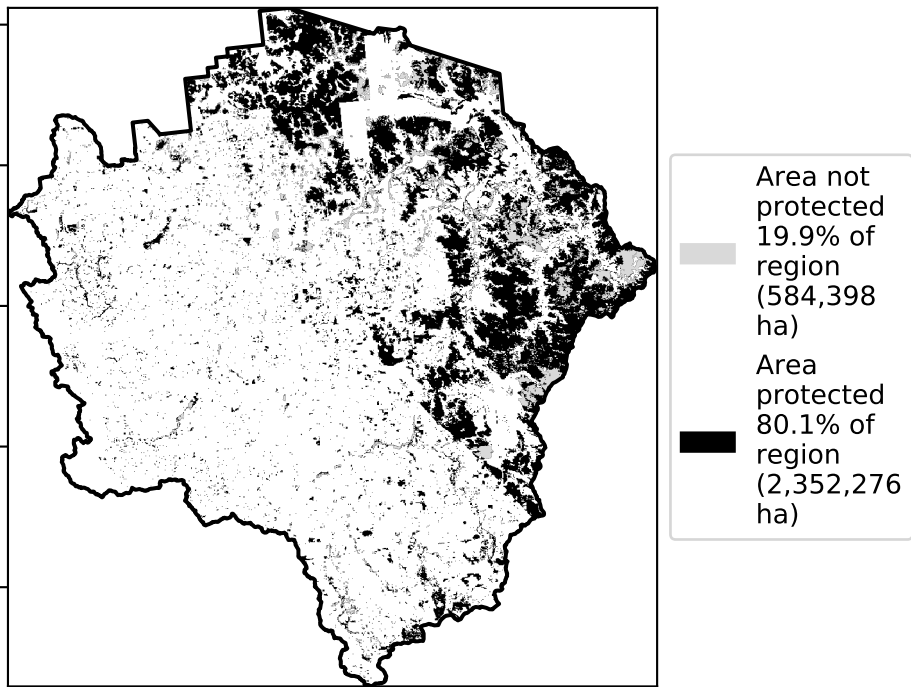 Area not
protected
19.9% of
region
(584,398
ha)
Area
protected
80.1% of
region
(2,352,276
ha)